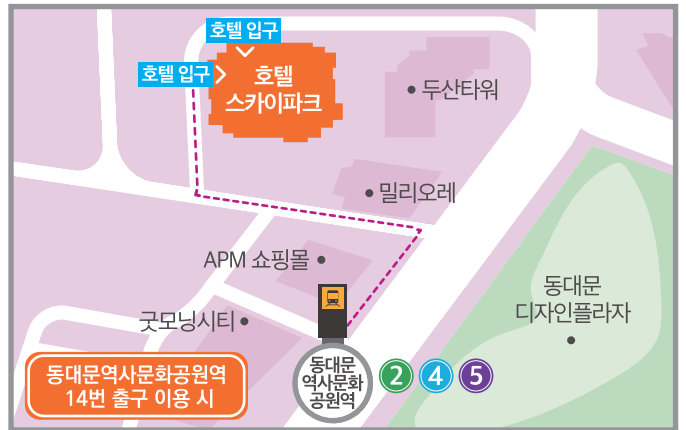 호텔 입구
호텔 입구
호텔
스카이파크
두산타워
밀리오레
APM 쇼핑몰
굿모닝시티
동대문
디자인플라자
동대문
역사문화
공원역
2 4 5
동대문역사문화공원역
14번 출구 이용 시